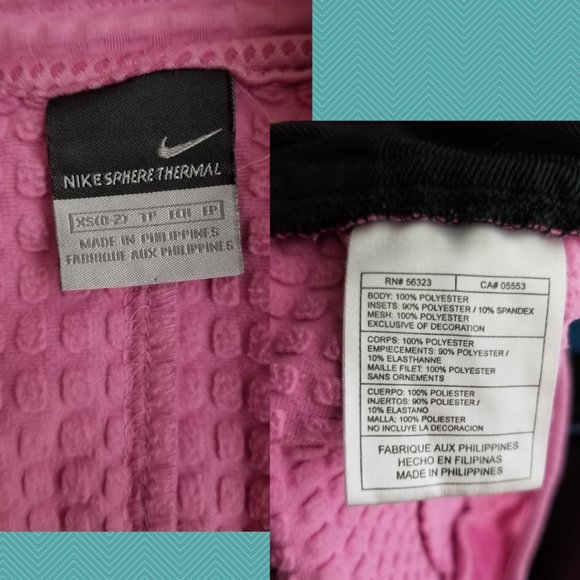 NIKE SPHERE THERMAL
XS(0-2) TP ECH EP
MADE IN PHILIPPINES
FABRIQUE AUX PHILIPPINES
RN# 56323 CA# 05553
BODY: 100% POLYESTER
INSETS: 90% POLYESTER / 10% SPANDEX
MESH: 100% POLYESTER
EXCLUSIVE OF DECORATION
CORPS: 100% POLYESTER
EMPIECEMENTS: 90% POLYESTER /
10% ELASTHANNE
MAILLE FILET: 100% POLYESTER
SANS ORNEMENTS
CUERPO: 100% POLIESTER
INJERTOS: 90% POLIESTER /
10% ELASTANO
MALLA: 100% POLIESTER
NO INCLUYE LA DECORACION
FABRIQUE AUX PHILIPPINES
HECHO EN FILIPINAS
MADE IN PHILIPPINES